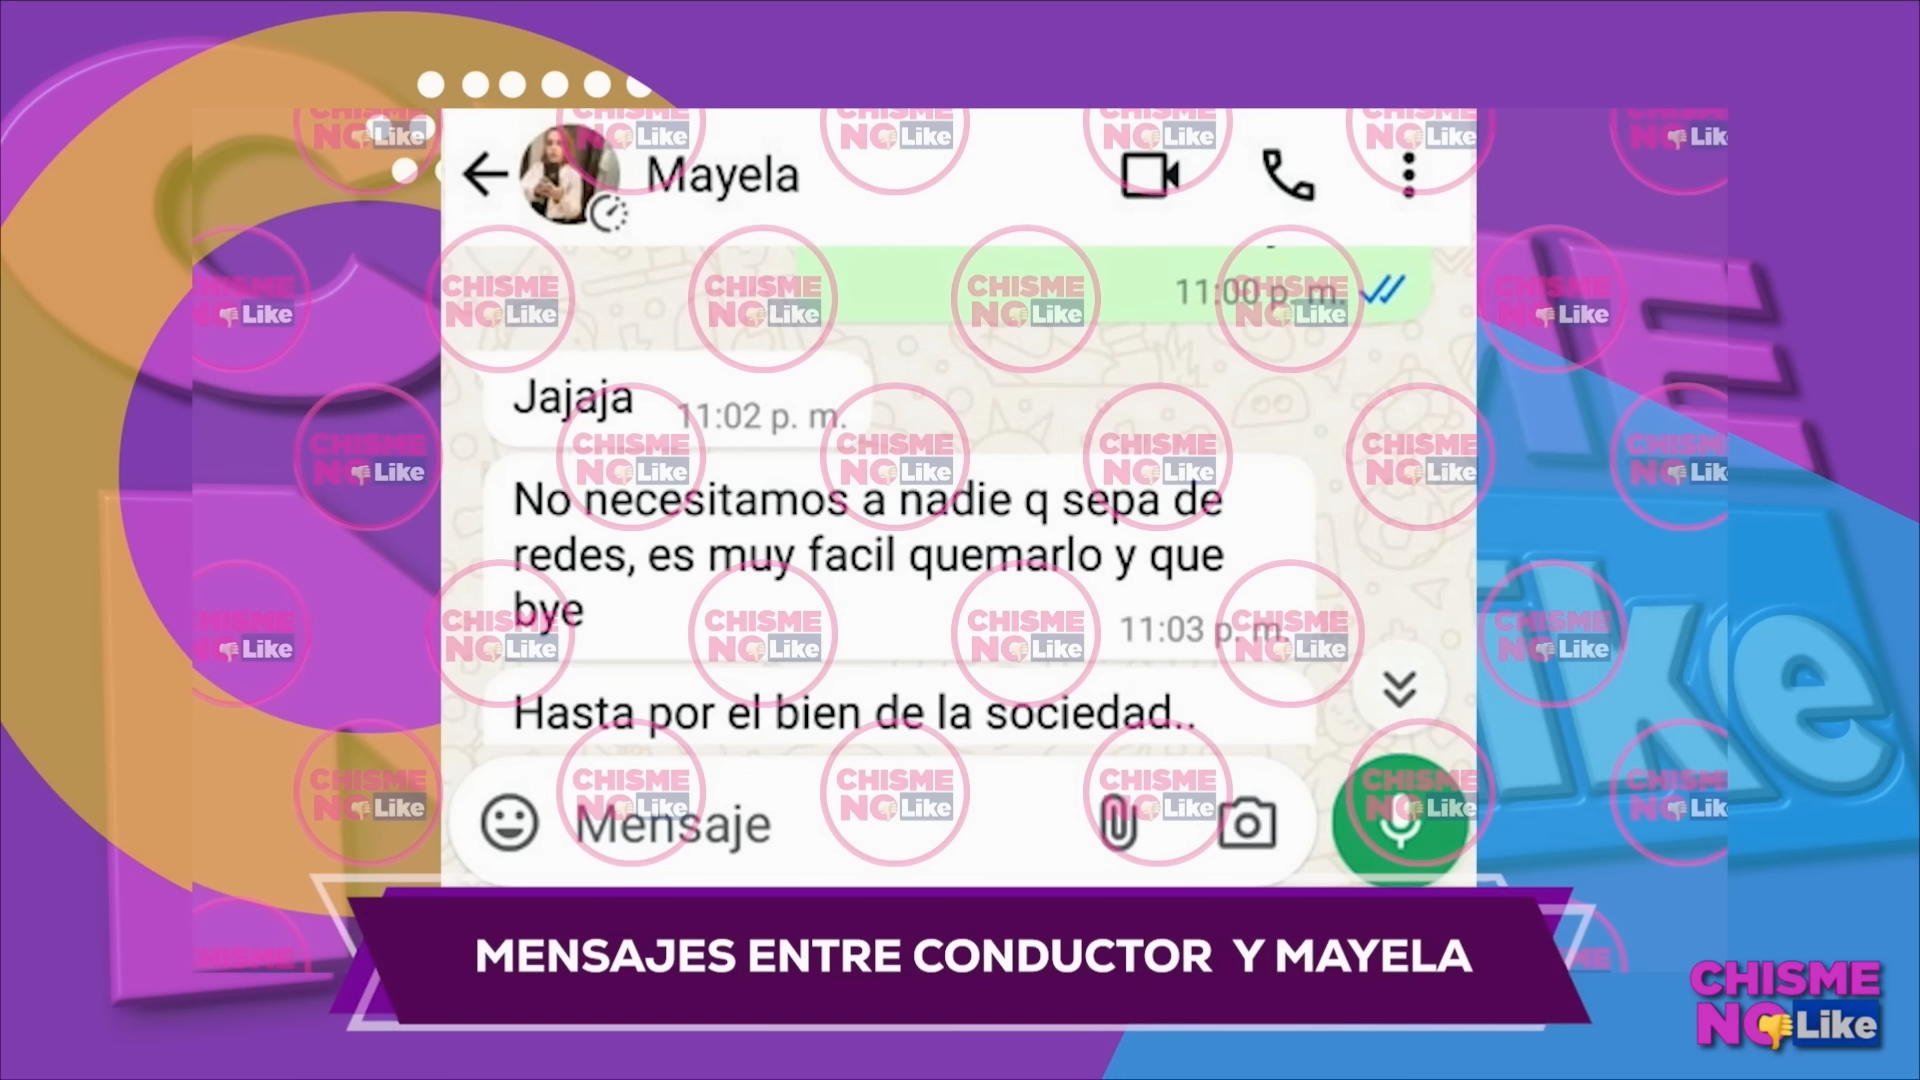 Mayela
11:00 p. m.
Jajaja
11:02 p. m.
No necesitamos a nadie q sepa de
redes, es muy facil quemarlo y que
bye
11:03 p. m.
Hasta por el bien de la sociedad..
Mensaje
MENSAJES ENTRE CONDUCTOR Y MAYELA
CHISME
NO Like